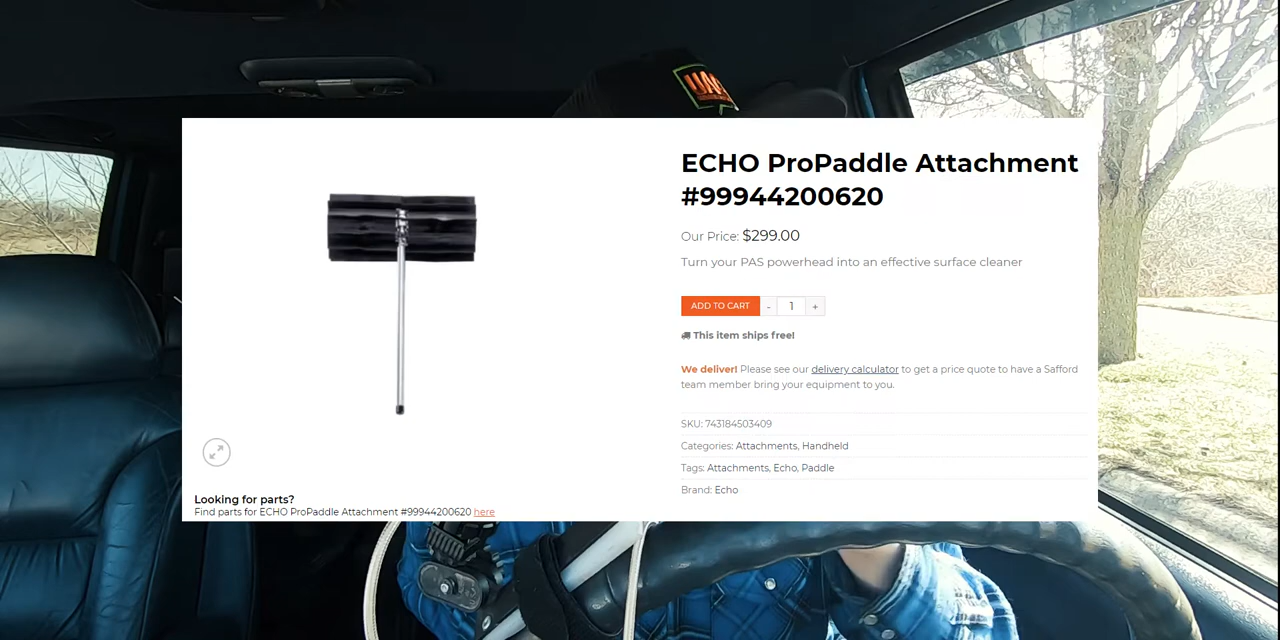 ECHO ProPaddle Attachment
#99944200620
Our Price: $299.00
Turn your PAS powerhead into an effective surface cleaner
ADD TO CART - 1 +
This item ships free!
We deliver! Please see our delivery calculator to get a price quote to have a Safford
team member bring your equipment to you.
SKU: 743184503409
Categories: Attachments, Handheld
Tags: Attachments, Echo, Paddle
Brand: Echo
Looking for parts?
Find parts for ECHO ProPaddle Attachment #99944200620 here